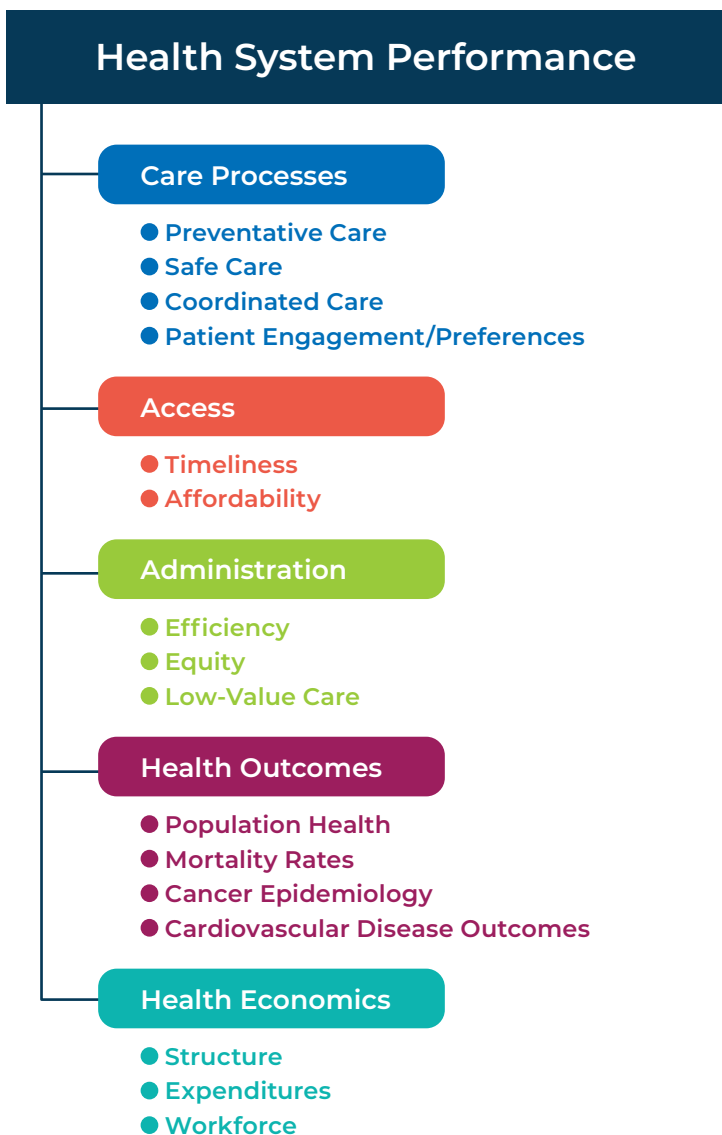 Health System Performance
Care Processes
Preventative Care
Safe Care
Coordinated Care
Patient Engagement/Preferences
Access
Timeliness
Affordability
Administration
Efficiency
Equity
Low-Value Care
Health Outcomes
Population Health
Mortality Rates
Cancer Epidemiology
Cardiovascular Disease Outcomes
Health Economics
Structure
Expenditures
Workforce